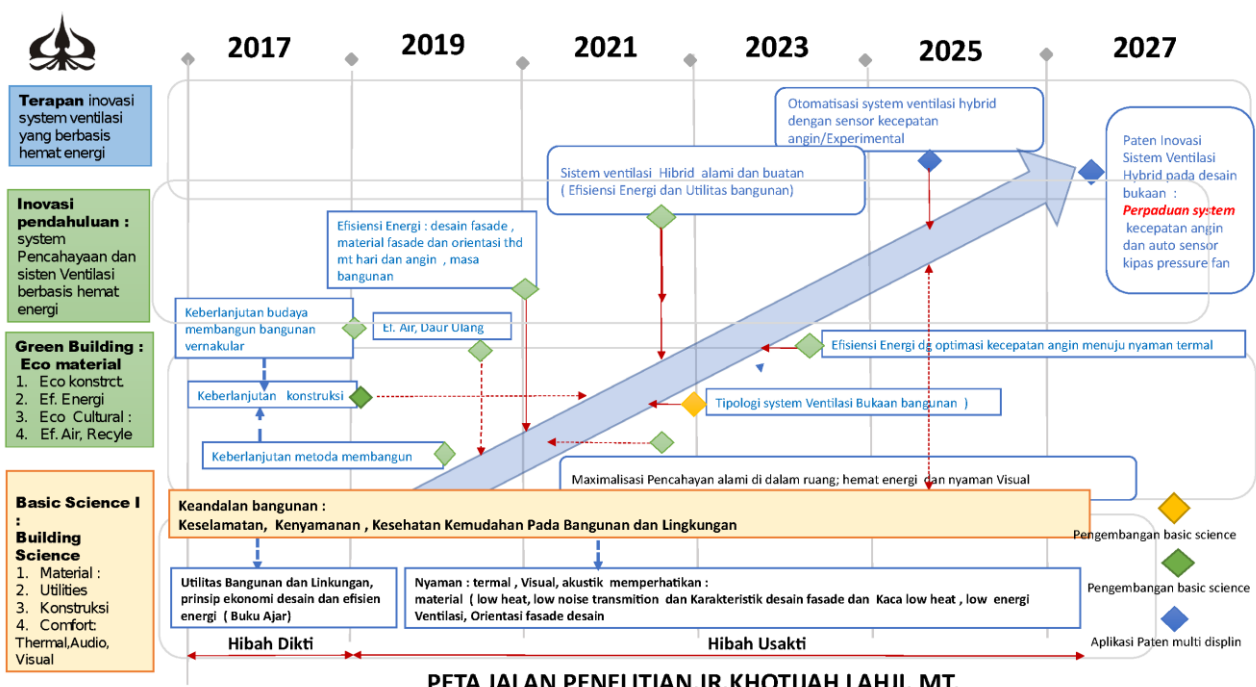 2017
2019
2021
2023
2025
2027
Terapan inovasi
system ventilasi
yang berbasis
hemat energi
Otomatisasi system ventilasi hybrid
dengan sensor kecepatan
angin/Experimental
Paten Inovasi
Sistem Ventilasi
Hybrid pada desain
bukaan :
Perpaduan system
kecepatan angin
dan auto sensor
kipas pressure fan
Sistem ventilasi Hibrid alami dan buatan
( Efisiensi Energi dan Utilitas bangunan)
Inovasi
pendahuluan :
system
Pencahayaan dan
sisten Ventilasi
berbasis hemat
energi
Efisiensi Energi : desain fasade ,
material fasade dan orientasi thd
mt hari dan angin , masa
bangunan
Keberlanjutan budaya
membangun bangunan
vernakular
Ef. Air, Daur Ulang
Green Building :
Eco material
1. Eco konstrct.
2. Ef. Energi
3. Eco Cultural :
4. Ef. Air, Recyle
Efisiensi Energi dg optimasi kecepatan angin menuju nyaman termal
Keberlanjutan konstruksi
Tipologi system Ventilasi Bukaan bangunan )
Keberlanjutan metoda membangun
Maximalisasi Pencahayan alami di dalam ruang; hemat energi dan nyaman Visual
Basic Science I
:
Building
Science
1. Material :
2. Utilities
3. Konstruksi
4. Comfort:
Thermal,Audio,
Visual
Keandalan bangunan :
Keselamatan, Kenyamanan , Kesehatan Kemudahan Pada Bangunan dan Lingkungan
Pengembangan basic science
Pengembangan basic science
Aplikasi Paten multi displin
Utilitas Bangunan dan Linkungan,
prinsip ekonomi desain dan efisien
energi ( Buku Ajar)
Nyaman : termal , Visual, akustik memperhatikan :
material ( low heat, low noise transmition dan Karakteristik desain fasade dan Kaca low heat , low energi
Ventilasi, Orientasi fasade desain
Hibah Dikti
Hibah Usakti
PETA JALAN PENELITIAN IR.KHOTIJAH LAHJI, MT.